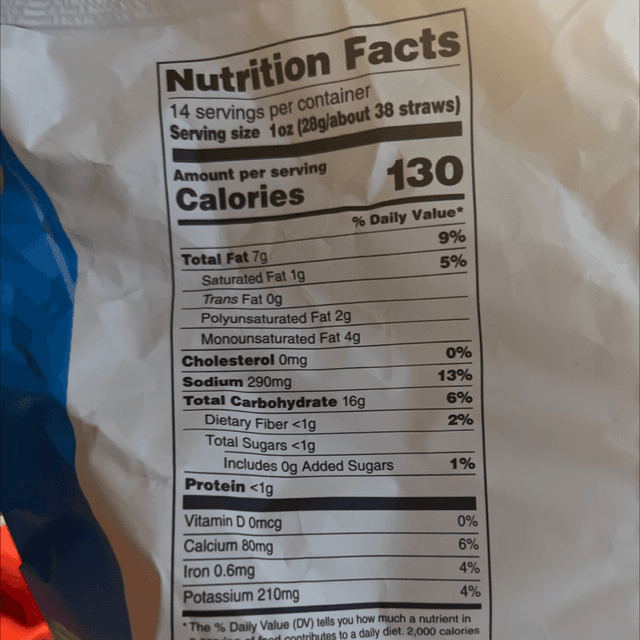 Nutrition Facts
14 servings per container
Serving size 1oz (28g/about 38 straws)
Amount per serving
Calories 130
% Daily Value*
Total Fat 7g 9%
Saturated Fat 1g 5%
Trans Fat 0g
Polyunsaturated Fat 2g
Monounsaturated Fat 4g
Cholesterol 0mg 0%
Sodium 290mg 13%
Total Carbohydrate 16g 6%
Dietary Fiber <1g 2%
Total Sugars <1g
Includes 0g Added Sugars 1%
Protein <1g
Vitamin D 0mcg 0%
Calcium 80mg 6%
Iron 0.6mg 4%
Potassium 210mg 4%
*The % Daily Value (DV) tells you how much a nutrient in
food contributes to a daily diet. 2,000 calories